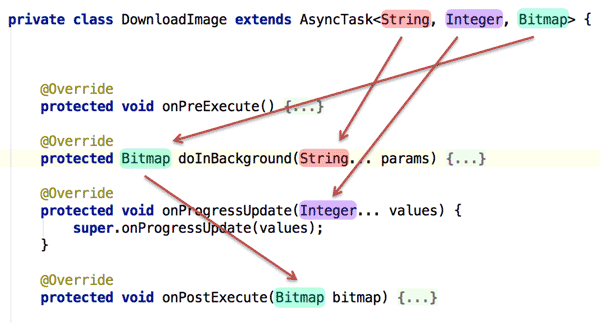 private class DownloadImage extends AsyncTask<String, Integer, Bitmap> {
@Override
protected void onPreExecute() {...}
@Override
protected Bitmap doInBackground(String... params) {...}
@Override
protected void onProgressUpdate(Integer... values) {
super.onProgressUpdate(values);
}
@Override
protected void onPostExecute(Bitmap bitmap) {...}